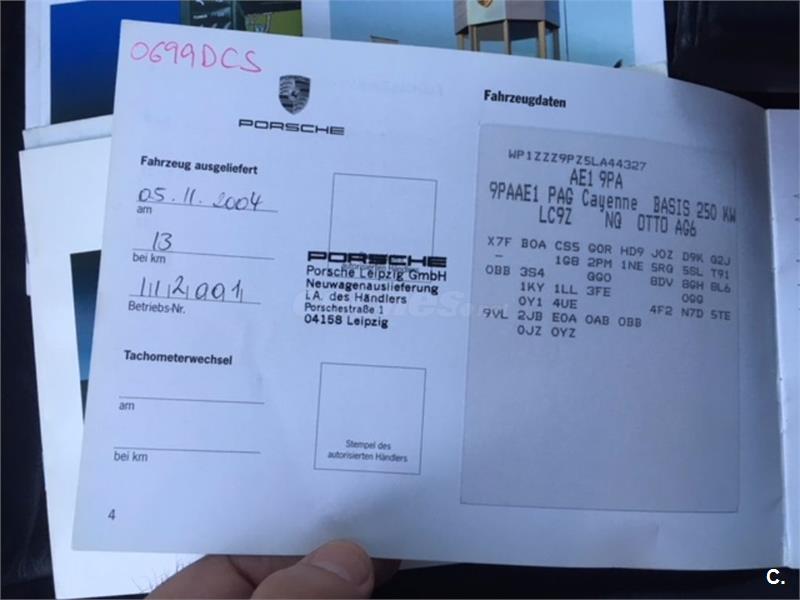 0699DCS
PORSCHE
Fahrzeug ausgeliefert
05.11.2004
am
13
bei km
Betriebs-Nr.
Tachometerwechsel
am
bei km
4
PORSCHE
Porsche Leipzig GmbH
Neuwagenauslieferung
i.A. des Händlers
Porschestraße 1
04158 Leipzig
Stempel des
autorisierten Händlers
Fahrzeugdaten
WP1ZZZ9PZ5LA44327
AE1 9PA
9PAAE1 PAG Cayenne BASIS 250 KW
LC9Z NQ OTTO AG6
X7F B0A CS5 G0R HD9 J0Z D9K G2J
- 1G8 2PM 1NE 5RG 5SL T91
0BB 3S4 QG0 8DV 8GH 8L6
1KY 1LL 3FE 0GG
0Y1 4UE 4F2 N7D 5TE
9VL 2JB E0A 0AB 0BB
0JZ 0YZ
C.